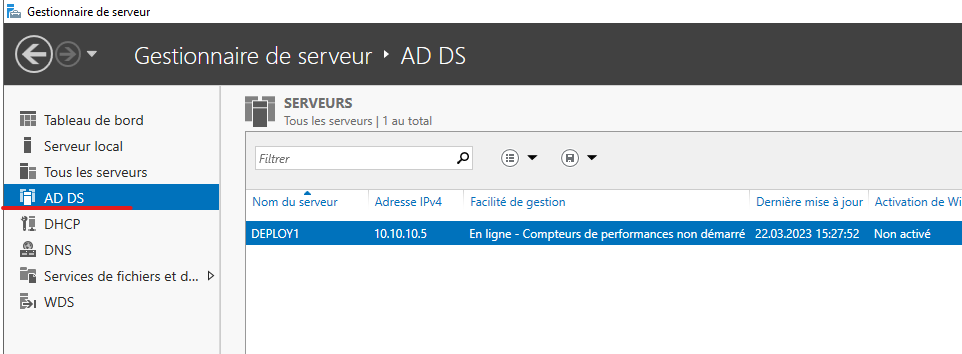 Gestionnaire de serveur
Gestionnaire de serveur ‣ AD DS
Tableau de bord
Serveur local
Tous les serveurs
AD DS
DHCP
DNS
Services de fichiers et d...
WDS
SERVEURS
Tous les serveurs | 1 au total
Filtrer
Nom du serveur Adresse IPv4 Facilité de gestion Dernière mise à jour Activation de Wi
DEPLOY1 10.10.10.5 En ligne - Compteurs de performances non démarré 22.03.2023 15:27:52 Non activé